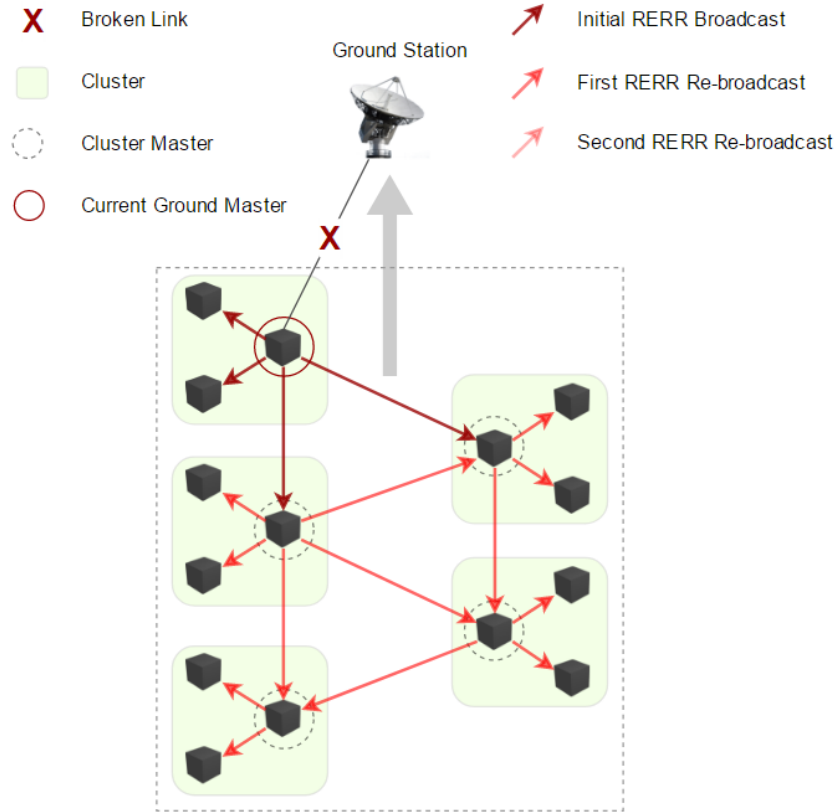 X Broken Link
Cluster
Cluster Master
Current Ground Master
Ground Station
Initial RERR Broadcast
First RERR Re-broadcast
Second RERR Re-broadcast
X